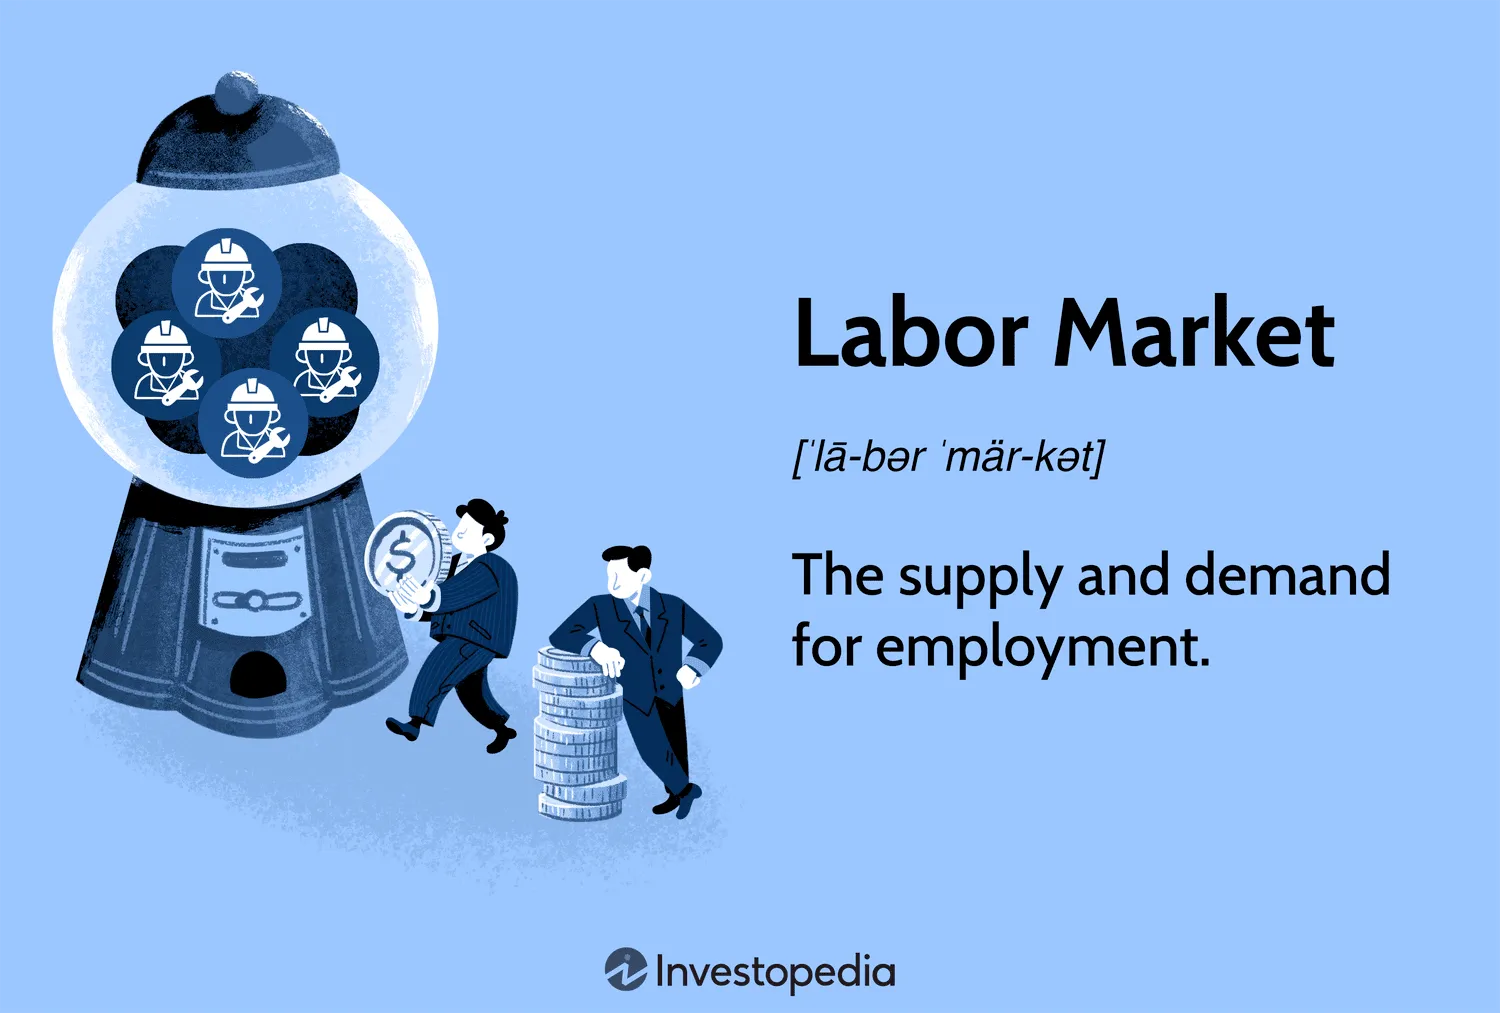 $
Labor Market
[ˈlā-bər ˈmär-kət]
The supply and demand
for employment.
Investopedia